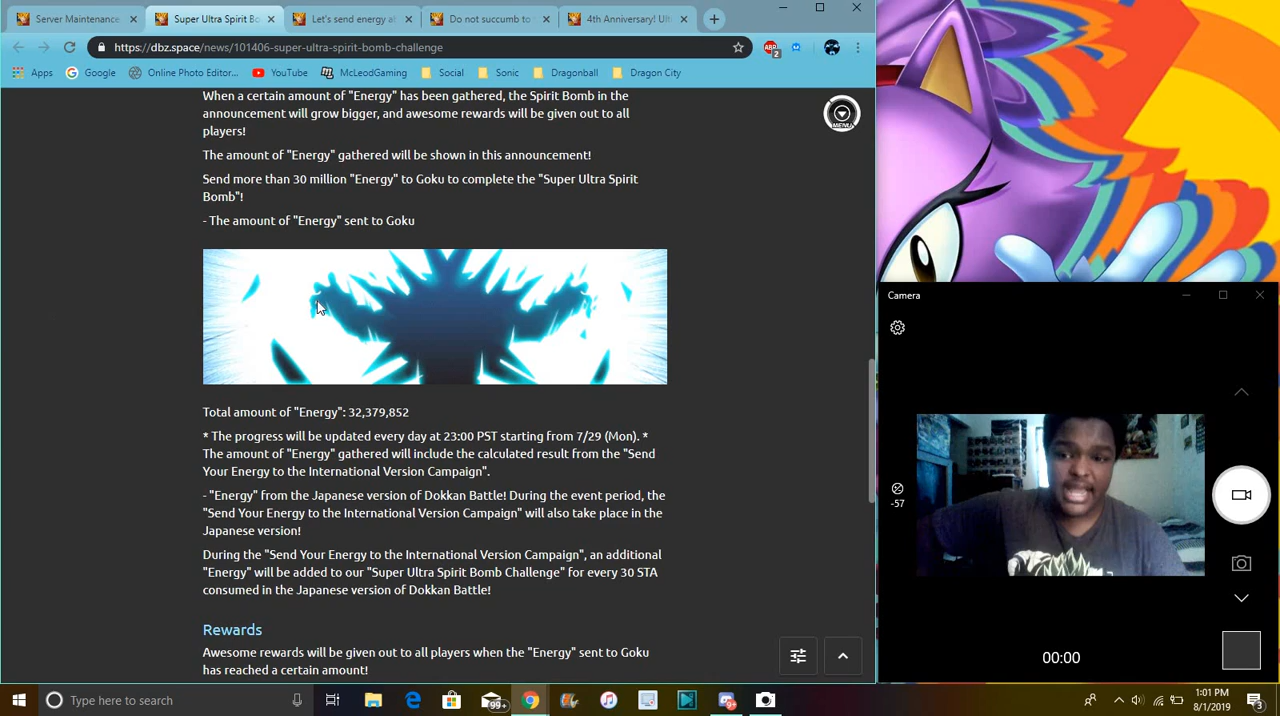 Server Maintenance
Super Ultra Spirit Bo
Let's send energy at
Do not succumb to
4th Anniversary! Ult
https://dbz.space/news/101406-super-ultra-spirit-bomb-challenge
ABP
2
Apps
Google
Online Photo Editor...
YouTube
McLeodGaming
Social
Sonic
Dragonball
Dragon City
When a certain amount of "Energy" has been gathered, the Spirit Bomb in the
announcement will grow bigger, and awesome rewards will be given out to all
players!
MENU
The amount of "Energy" gathered will be shown in this announcement!
Send more than 30 million "Energy" to Goku to complete the "Super Ultra Spirit
Bomb"!
- The amount of "Energy" sent to Goku
Total amount of "Energy": 32,379,852
* The progress will be updated every day at 23:00 PST starting from 7/29 (Mon). *
The amount of "Energy" gathered will include the calculated result from the "Send
Your Energy to the International Version Campaign".
- "Energy" from the Japanese version of Dokkan Battle! During the event period, the
"Send Your Energy to the International Version Campaign" will also take place in the
Japanese version!
During the "Send Your Energy to the International Version Campaign", an additional
"Energy" will be added to our "Super Ultra Spirit Bomb Challenge" for every 30 STA
consumed in the Japanese version of Dokkan Battle!
Rewards
Awesome rewards will be given out to all players when the "Energy" sent to Goku
has reached a certain amount!
Camera
-57
00:00
Type here to search
99+
9+
1:01 PM
8/1/2019
3